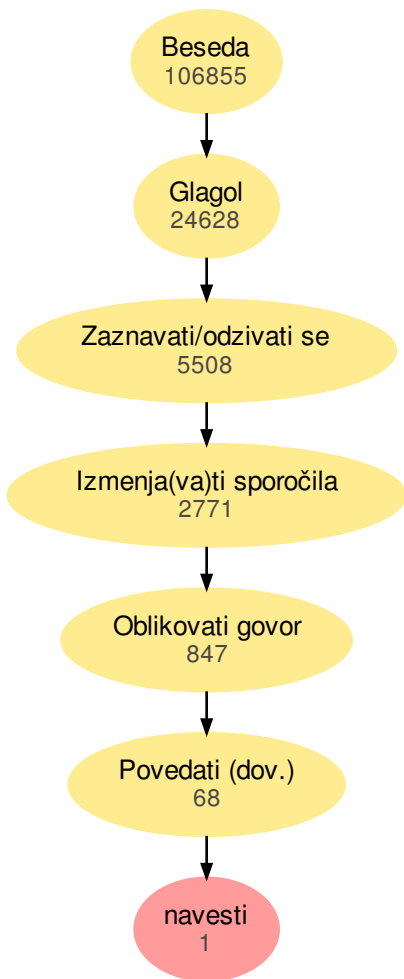 Beseda
106855
Glagol
24628
Zaznavati/odzivati se
5508
Izmenja(va)ti sporočila
2771
Oblikovati govor
847
Povedati (dov.)
68
navesti
1